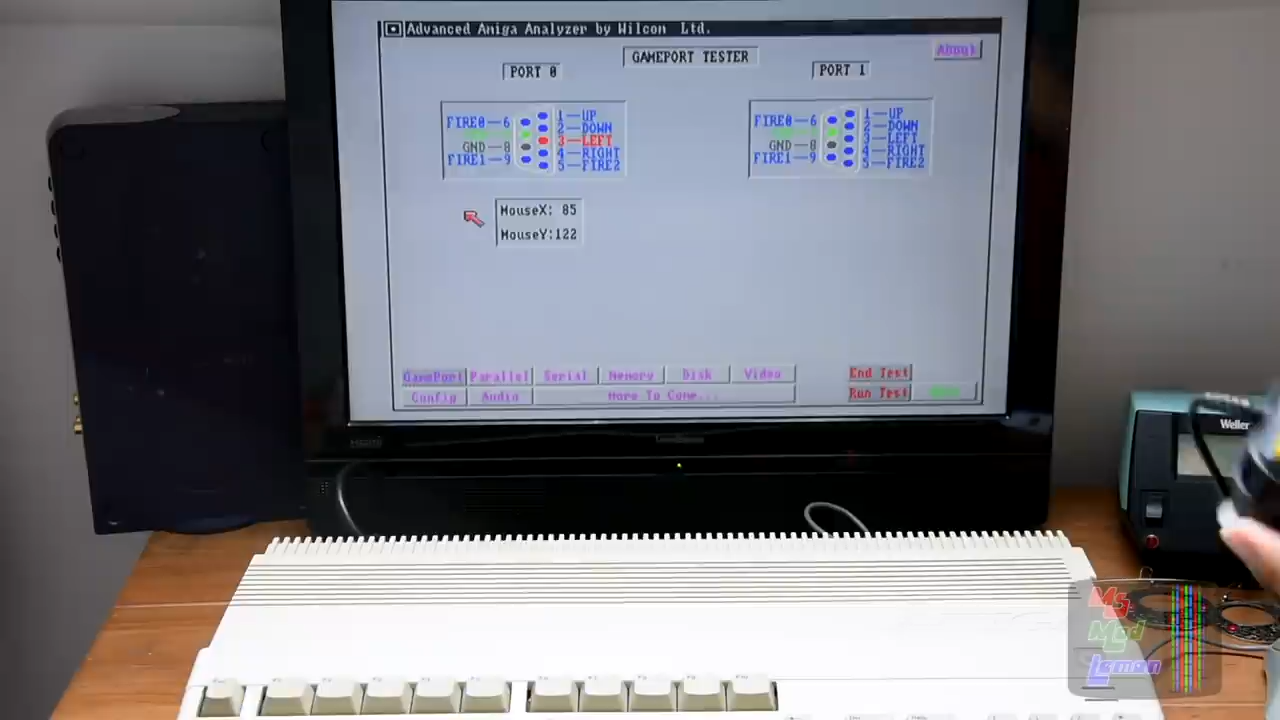 Advanced Amiga Analyzer by Wilcom Ltd.
GAMEPORT TESTER
About
PORT 0
PORT 1
FIRE0—6
GND—8
FIRE1—9
1—UP
2—DOWN
3—LEFT
4—RIGHT
5—FIRE2
FIRE0—6
GND—8
FIRE1—9
1—UP
2—DOWN
3—LEFT
4—RIGHT
5—FIRE2
MouseX: 85
MouseY:122
GamePort
Parallel
Serial
Memory
Disk
Video
End Test
Config
Audio
More To Come...
Run Test
Weller
HDMI